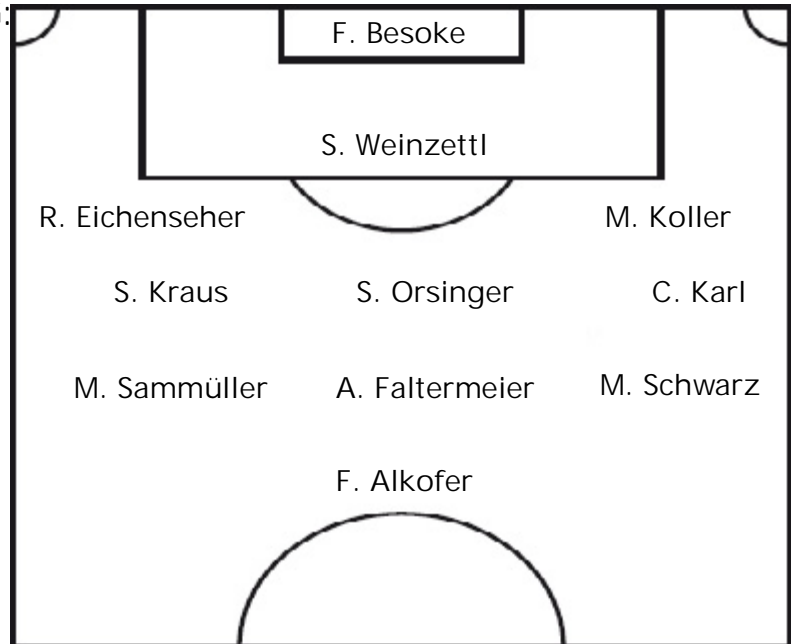 F. Besoke
S. Weinzettl
R. Eichenseher M. Koller
S. Kraus S. Orsinger C. Karl
M. Sammüller A. Faltermeier M. Schwarz
F. Alkofer